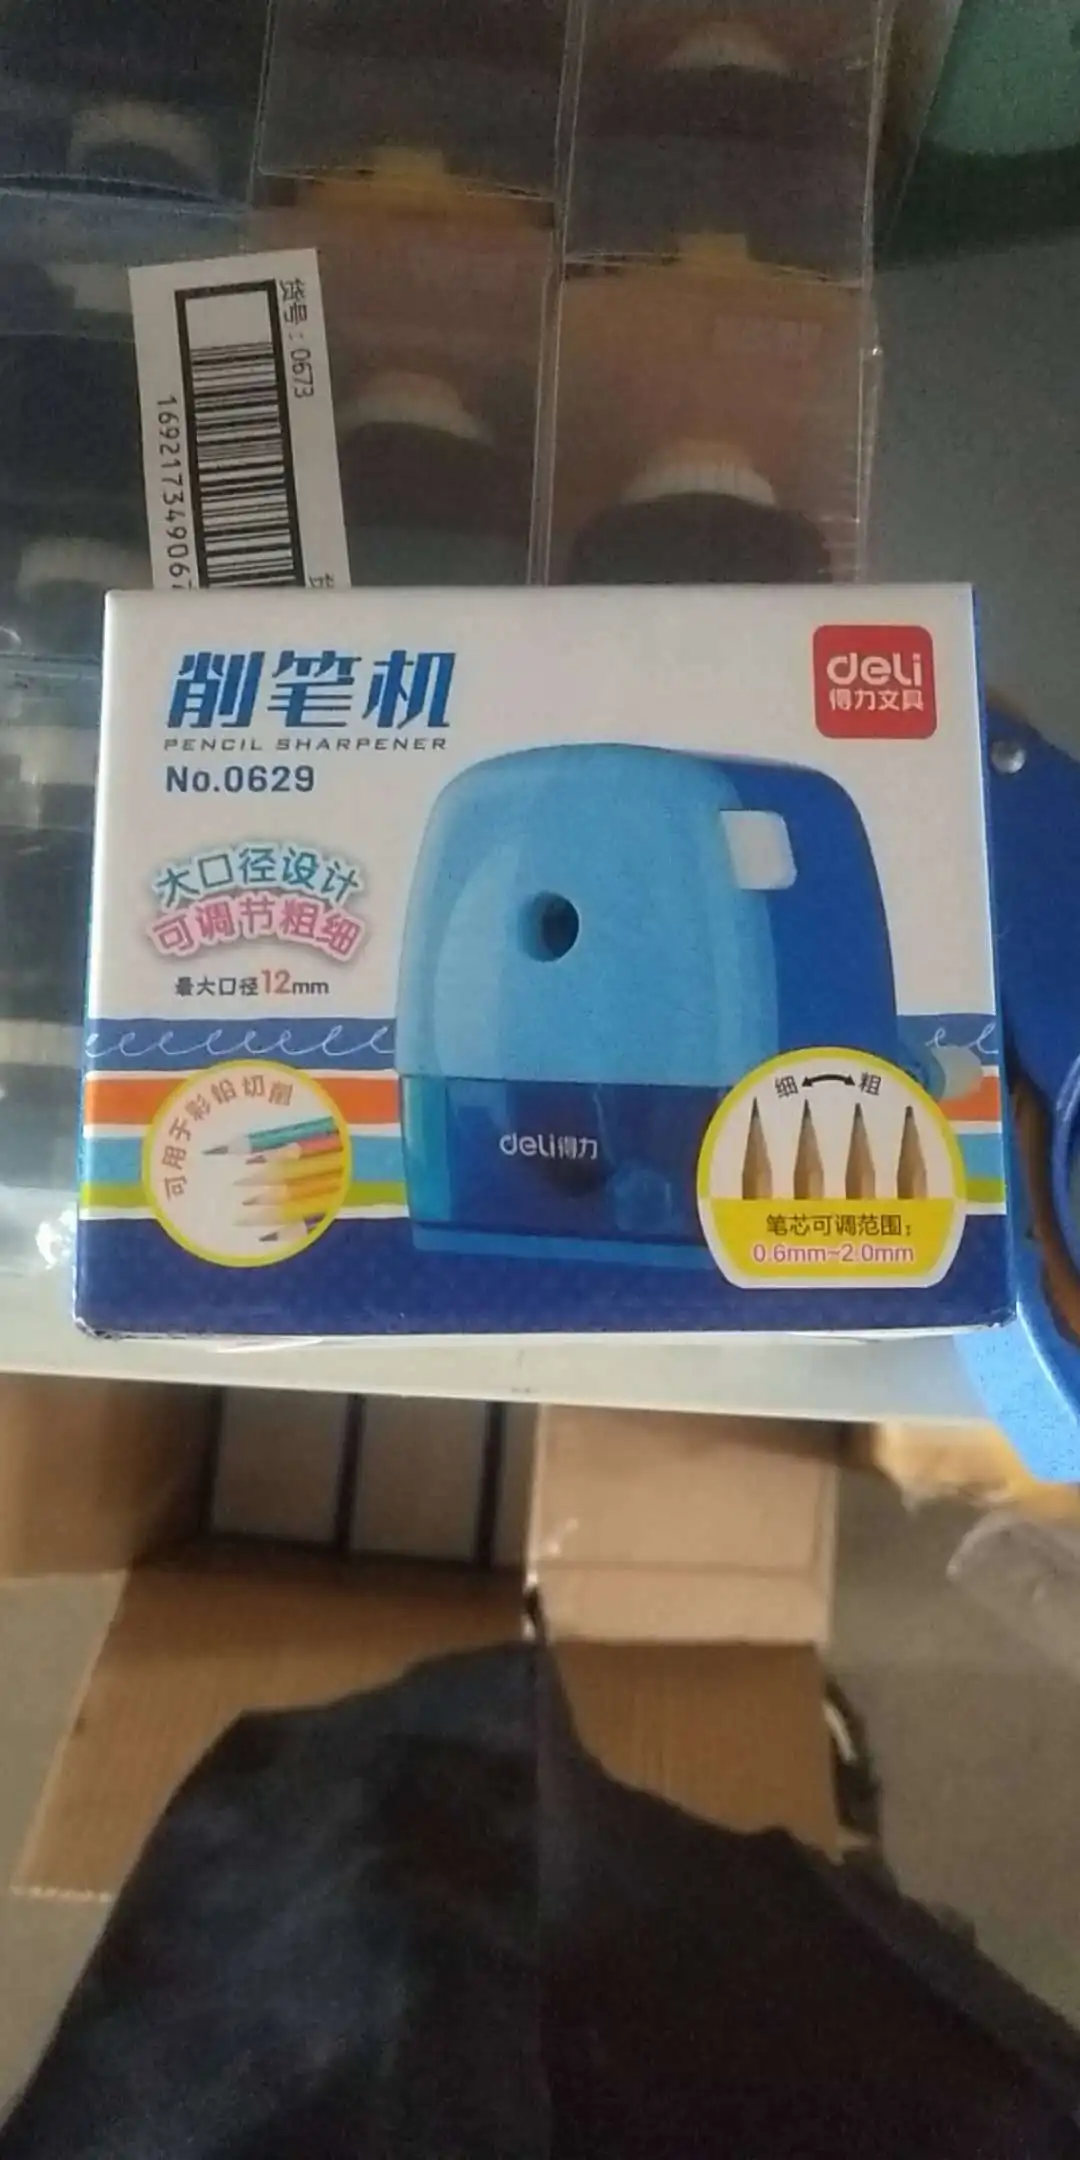 货号:0673
削笔机
PENCIL SHARPENER
No.0629
deli
得力文具
大口径设计
可调节粗细
最大口径12mm
可用于彩铅切削
deli得力
细 粗
笔芯可调范围:
0.6mm~2.0mm